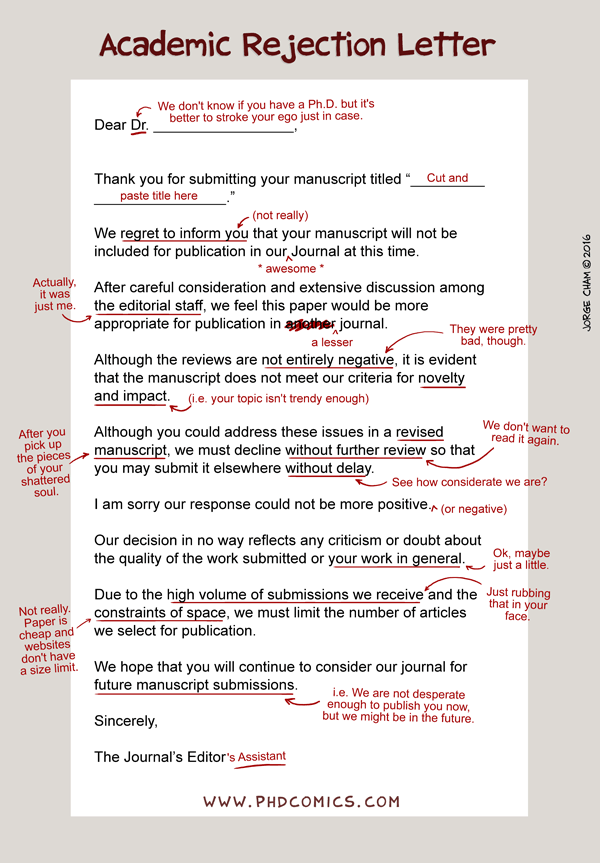 Academic Rejection Letter
We don't know if you have a Ph.D. but it's
better to stroke your ego just in case.
Dear Dr. _________________,
Thank you for submitting your manuscript titled “_________
Cut and
________________.”
paste title here
(not really)
We regret to inform you that your manuscript will not be
included for publication in our Journal at this time.
* awesome *
Actually,
it was
just me.
After careful consideration and extensive discussion among
the editorial staff, we feel this paper would be more
appropriate for publication in another journal.
a lesser
They were pretty
bad, though.
Although the reviews are not entirely negative, it is evident
that the manuscript does not meet our criteria for novelty
and impact.
(i.e. your topic isn't trendy enough)
After you
pick up
the pieces
of your
shattered
soul.
We don't want to
read it again.
Although you could address these issues in a revised
manuscript, we must decline without further review so that
you may submit it elsewhere without delay.
See how considerate we are?
I am sorry our response could not be more positive.
(or negative)
Our decision in no way reflects any criticism or doubt about
the quality of the work submitted or your work in general.
Ok, maybe
just a little.
Due to the high volume of submissions we receive and the
constraints of space, we must limit the number of articles
we select for publication.
Just rubbing
that in your
face.
Not really.
Paper is
cheap and
websites
don't have
a size limit.
We hope that you will continue to consider our journal for
future manuscript submissions.
i.e. We are not desperate
enough to publish you now,
but we might be in the future.
Sincerely,
The Journal's Editor's Assistant
WWW.PHDCOMICS.COM
JORGE CHAM © 2016